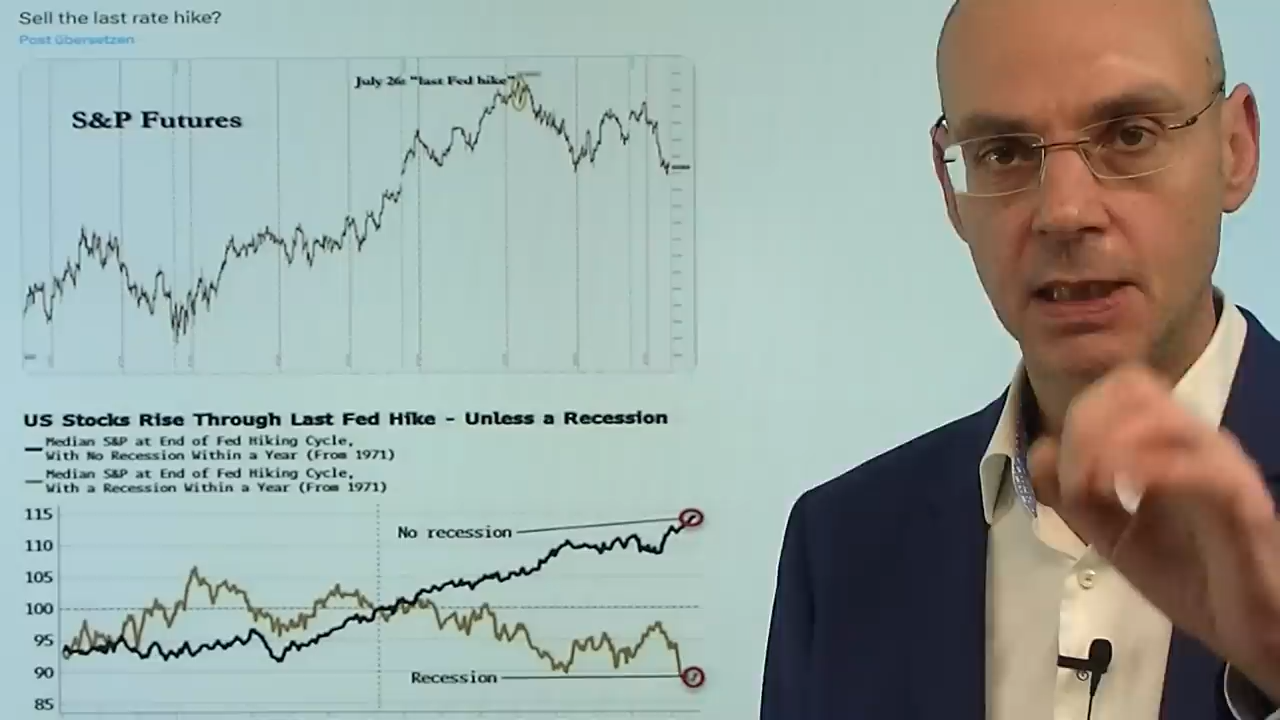 Sell the last rate hike?
Post übersetzen
July 26: "last Fed hike"
S&P Futures
US Stocks Rise Through Last Fed Hike - Unless a Recession
Median S&P at End of Fed Hiking Cycle,
With No Recession Within a Year (From 1971)
Median S&P at End of Fed Hiking Cycle,
With a Recession Within a Year (From 1971)
115
No recession
110
105
100
95
90
Recession
85